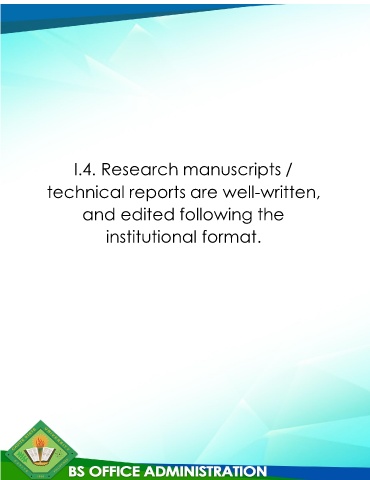 I.4. Research manuscripts /
technical reports are well-written,
and edited following the
institutional format.
BS OFFICE ADMINISTRATION